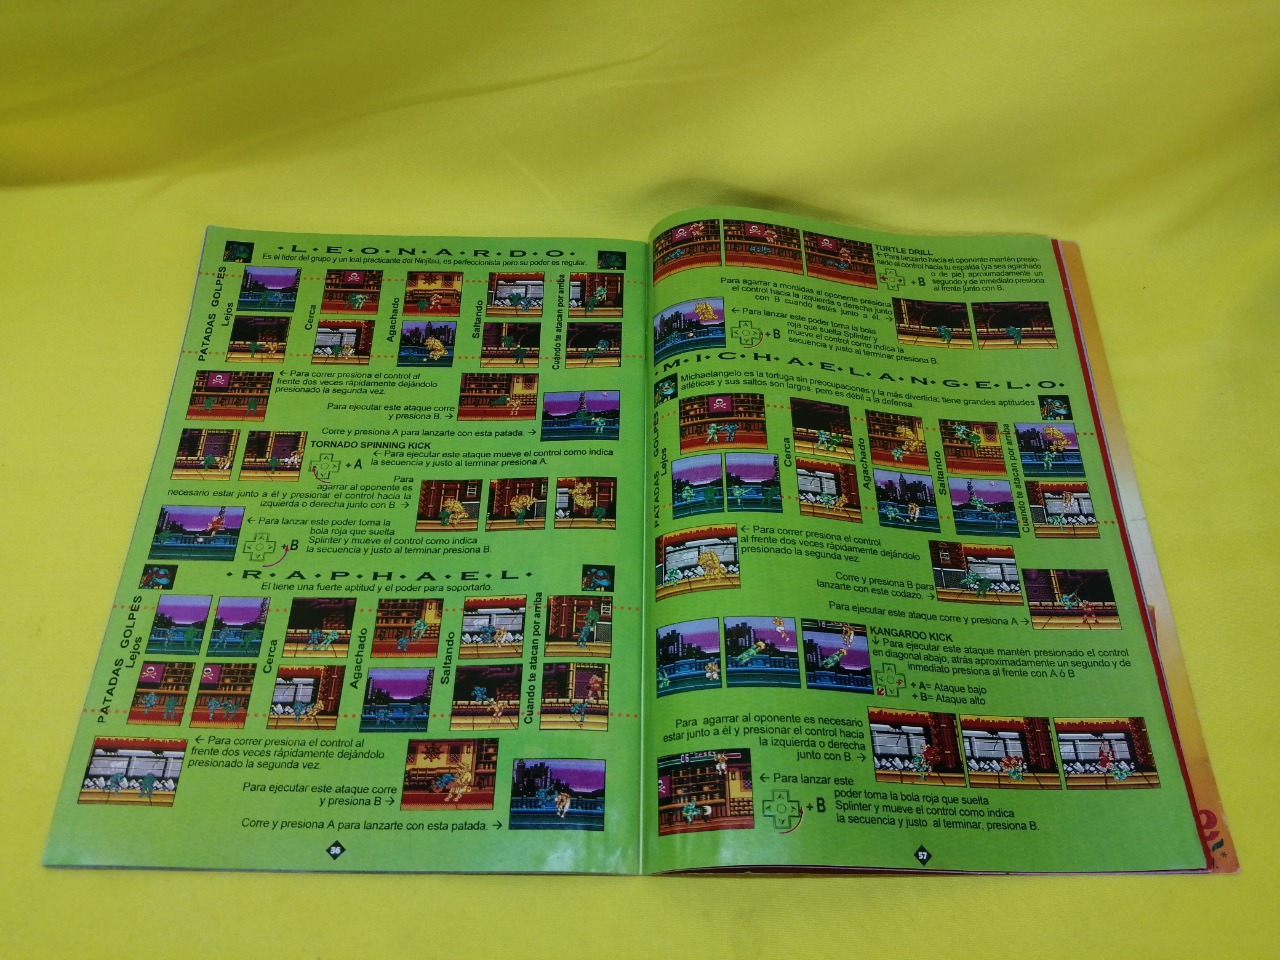 ·L·E·O·N·A·R·D·O·
Es el líder del grupo y un leal practicante del Ninjitsu, es perfeccionista pero su poder es regular.
PATADAS GOLPES
Lejos
Cerca
Agachado
Saltando
Cuando te atacan por arriba
← Para correr presiona el control al
frente dos veces rápidamente dejándolo
presionado la segunda vez.
Para ejecutar este ataque corre
y presiona B. →
Corre y presiona A para lanzarte con esta patada. →
TORNADO SPINNING KICK
← Para ejecutar este ataque mueve el control como indica
la secuencia y justo al terminar presiona A.
+ A
Para
agarrar al oponente es
necesario estar junto a él y presionar el control hacia la
izquierda o derecha junto con B. →
← Para lanzar este poder toma la
bola roja que suelta
Splinter y mueve el control como indica
la secuencia y justo al terminar presiona B.
+ B
·R·A·P·H·A·E·L·
El tiene una fuerte aptitud y el poder para soportarlo.
PATADAS GOLPES
Lejos
Cerca
Agachado
Saltando
Cuando te atacan por arriba
← Para correr presiona el control al
frente dos veces rápidamente dejándolo
presionado la segunda vez.
Para ejecutar este ataque corre
y presiona B →
Corre y presiona A para lanzarte con esta patada. →
56
TURTLE DRILL
← Para lanzarlo hacia el oponente mantén presio-
nado el control hacia tu espalda (ya sea agachado
o de pie) aproximadamente un
segundo y de inmediato presiona
al frente junto con B.
+ B
Para agarrar a mordidas al oponente presiona
el control hacia la izquierda o derecha junto
con B cuando estés junto a él. →
← Para lanzar este poder toma la bola
roja que suelta Splinter y
mueve el control como indica la
secuencia y justo al terminar presiona B.
+ B
·M·I·C·H·A·E·L·A·N·G·E·L·O·
Michaelangelo es la tortuga sin preocupaciones y la más divertida; tiene grandes aptitudes
atléticas y sus saltos son largos, pero es débil a la defensa.
PATADAS GOLPES
Lejos
Cerca
Agachado
Saltando
Cuando te atacan por arriba
← Para correr presiona el control
al frente dos veces rápidamente dejándolo
presionado la segunda vez.
Corre y presiona B para
lanzarte con este codazo. →
Para ejecutar este ataque corre y presiona A →
KANGAROO KICK
↓ Para ejecutar este ataque mantén presionado el control
en diagonal abajo, atrás aproximadamente un segundo y de
inmediato presiona al frente con A ó B
+ A= Ataque bajo
+ B= Ataque alto
Para agarrar al oponente es necesario
estar junto a él y presionar el control hacia
la izquierda o derecha
junto con B. →
← Para lanzar este
poder toma la bola roja que suelta
Splinter y mueve el control como indica
la secuencia y justo al terminar, presiona B.
+ B
57